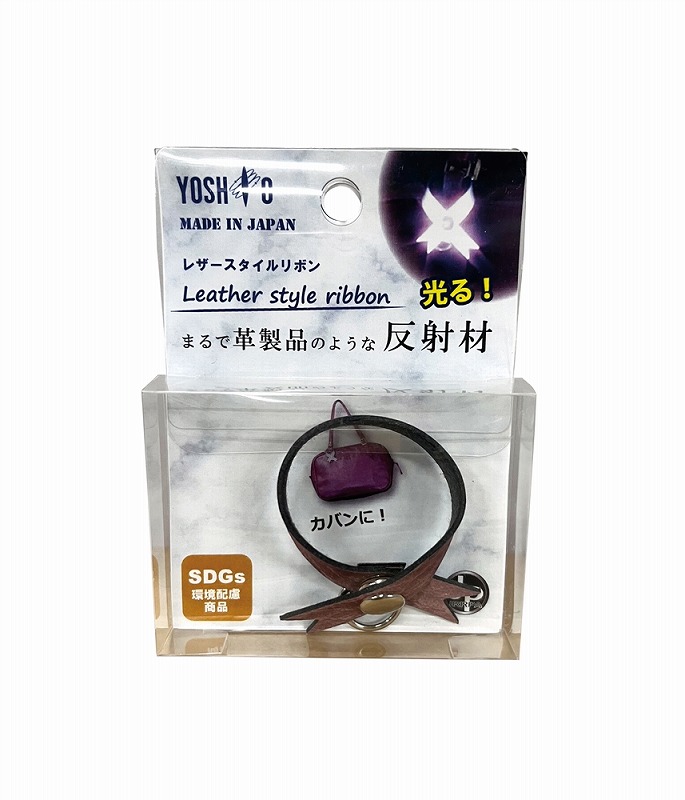 YOSHIO
MADE IN JAPAN
レザースタイルリボン
Leather style ribbon
光る!
まるで革製品のような 反射材
カバンに!
SDGs
環境配慮
商品